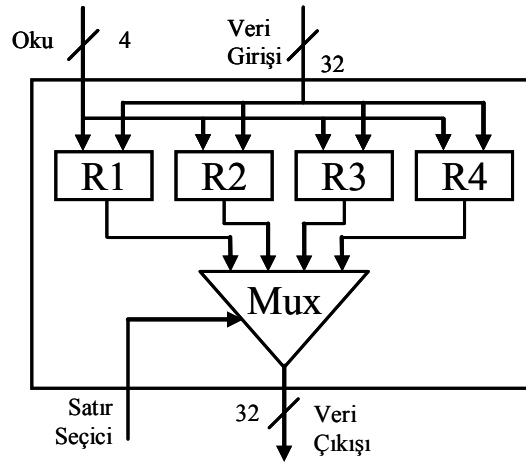 Oku
4
Veri
Girişi
32
R1
R2
R3
R4
Mux
Satır
Seçici
32
Veri
Çıkışı